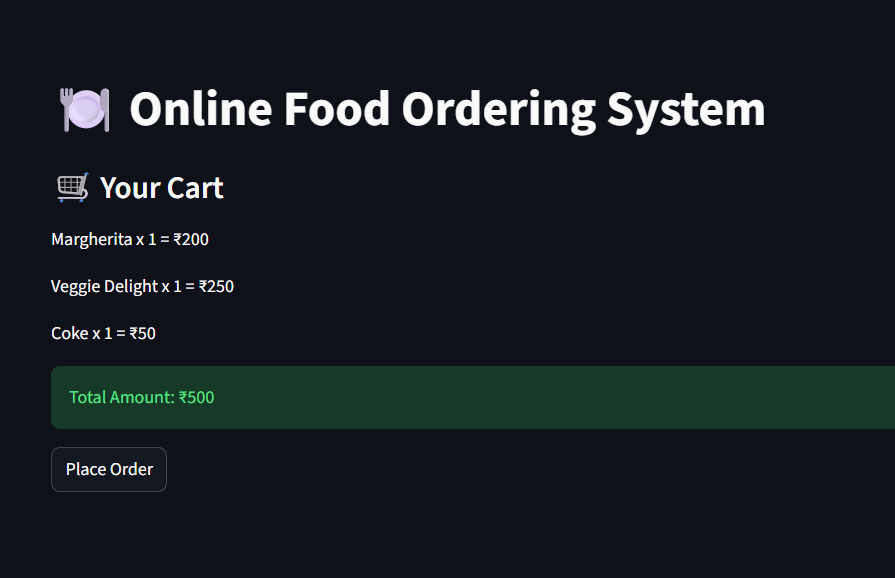 Online Food Ordering System
Your Cart
Margherita x 1 = ₹200
Veggie Delight x 1 = ₹250
Coke x 1 = ₹50
Total Amount: ₹500
Place Order